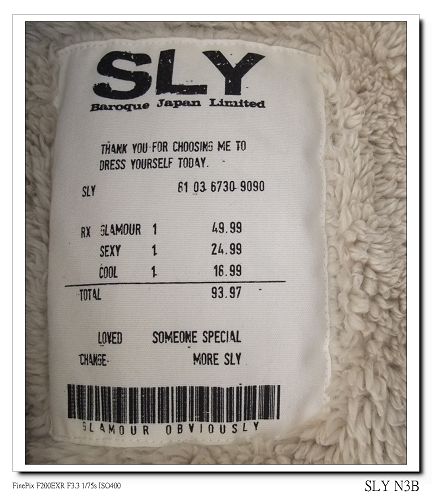 SLY
Baroque Japan Limited
THANK YOU FOR CHOOSING ME TO
DRESS YOURSELF TODAY.
SLY 61 03 6730 9090
RX GLAMOUR 1 49.99
SEXY 1 24.99
COOL 1 16.99
TOTAL 93.97
LOVED SOMEONE SPECIAL
CHANGE MORE SLY
GLAMOUR OBVIOUSLY
FinePix F200EXR F3.3 1/75s ISO400
SLY N3B